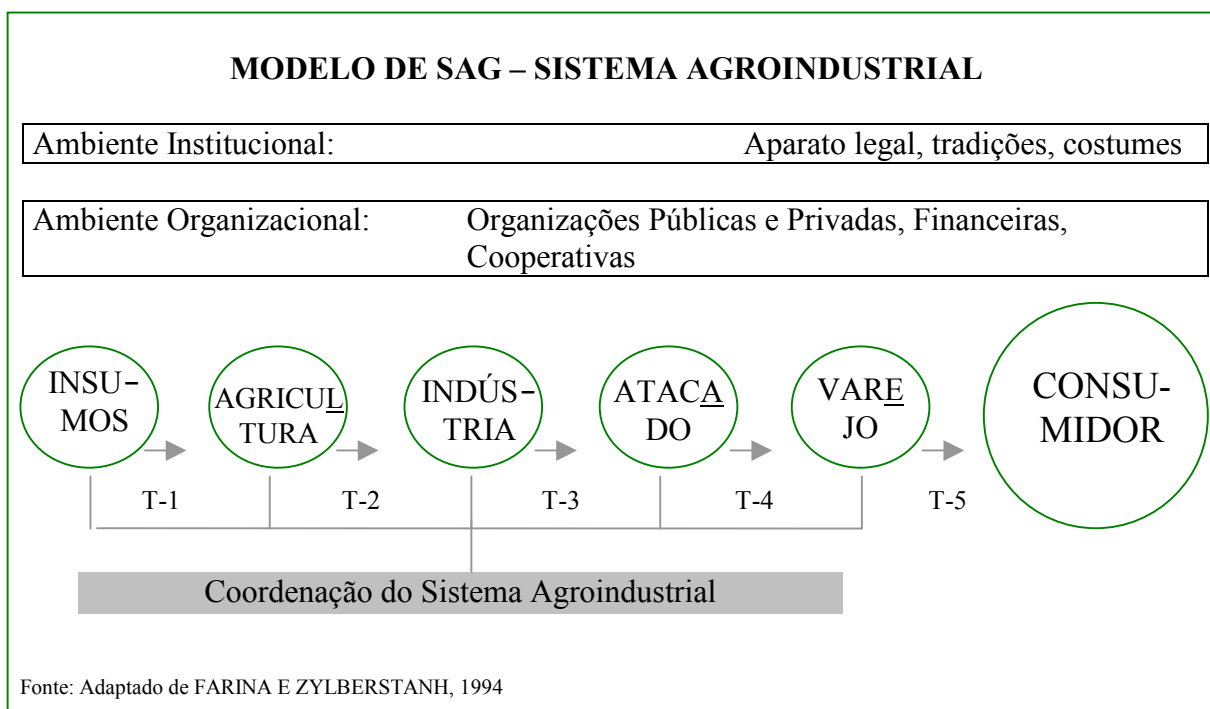 MODELO DE SAG – SISTEMA AGROINDUSTRIAL
Ambiente Institucional: Aparato legal, tradições, costumes
Ambiente Organizacional: Organizações Públicas e Privadas, Financeiras,
Cooperativas
INSU-
MOS
AGRICUL
TURA
INDÚS-
TRIA
ATACA
DO
VARE
JO
CONSU-
MIDOR
T-1 T-2 T-3 T-4 T-5
Coordenação do Sistema Agroindustrial
Fonte: Adaptado de FARINA E ZYLBERSTANH, 1994